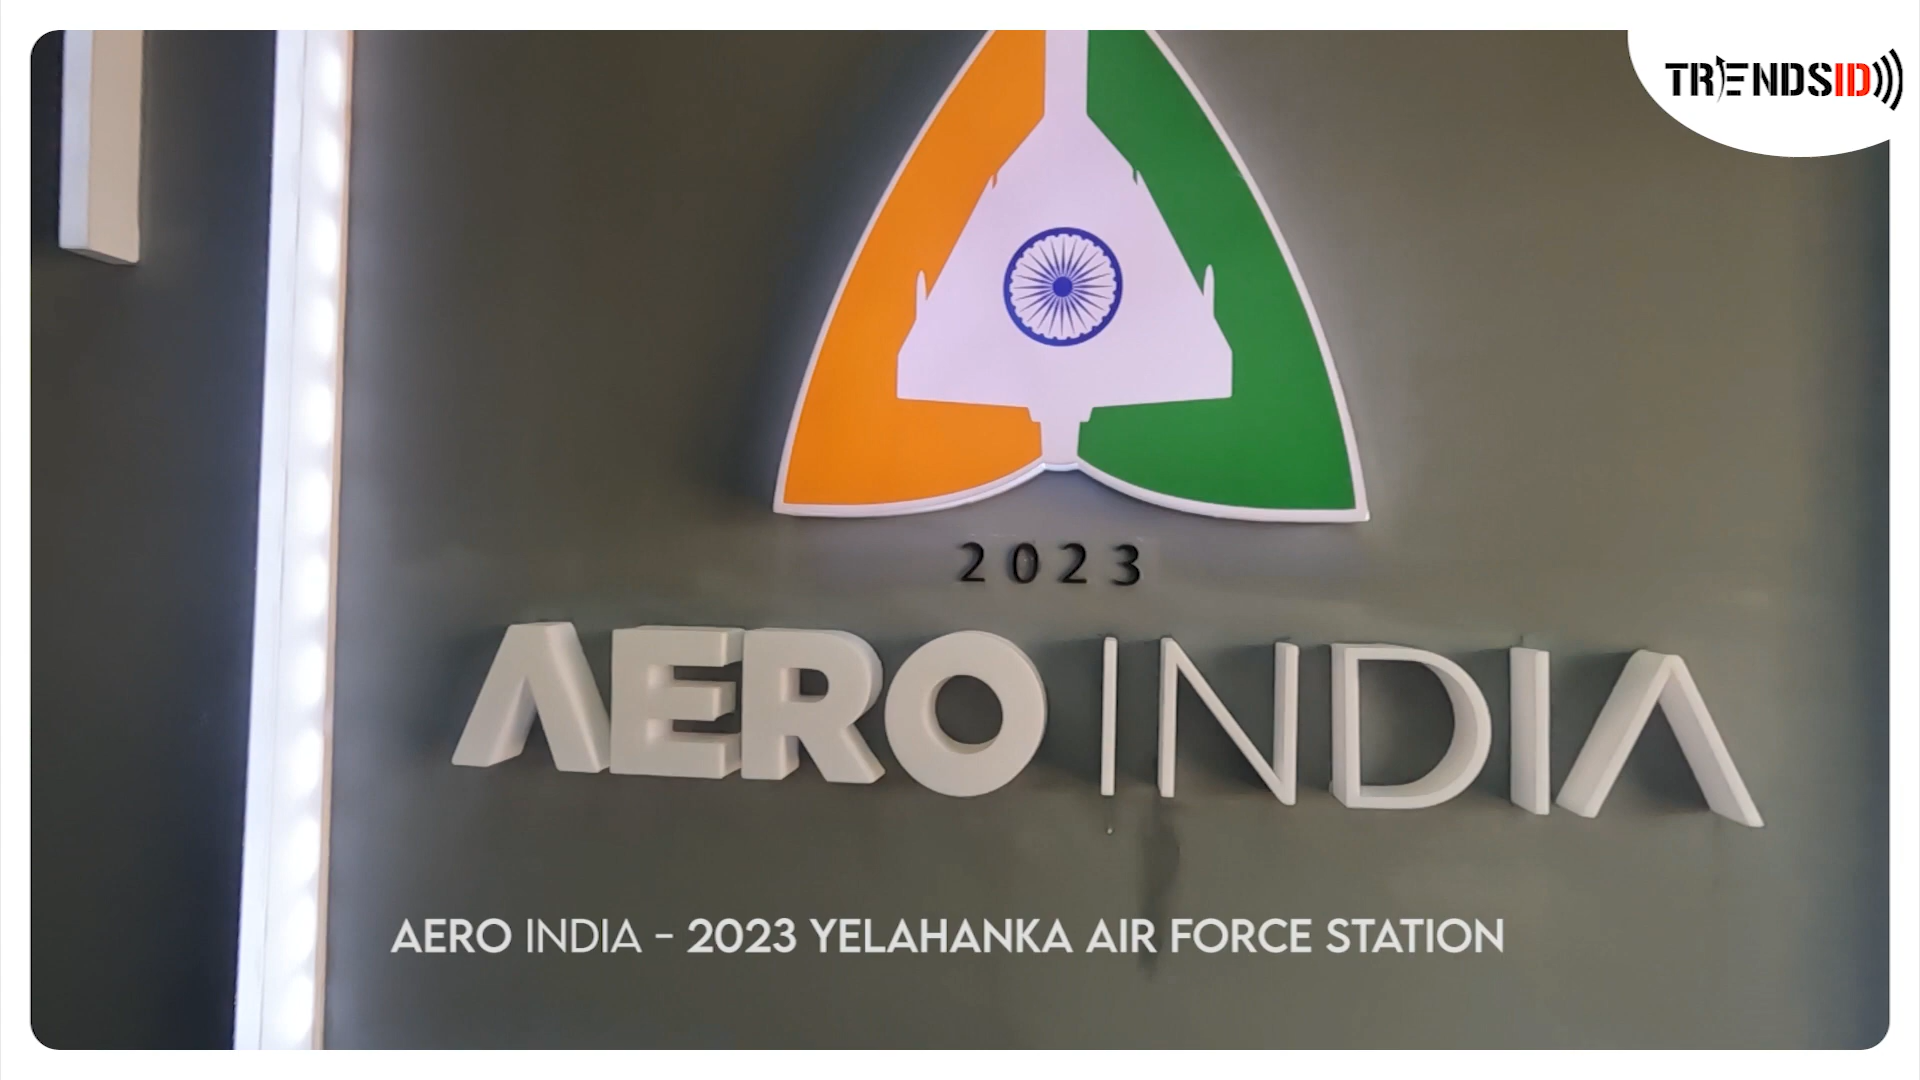 TRENDSID
2023
AERO INDIA
AERO INDIA - 2023 YELAHANKA AIR FORCE STATION